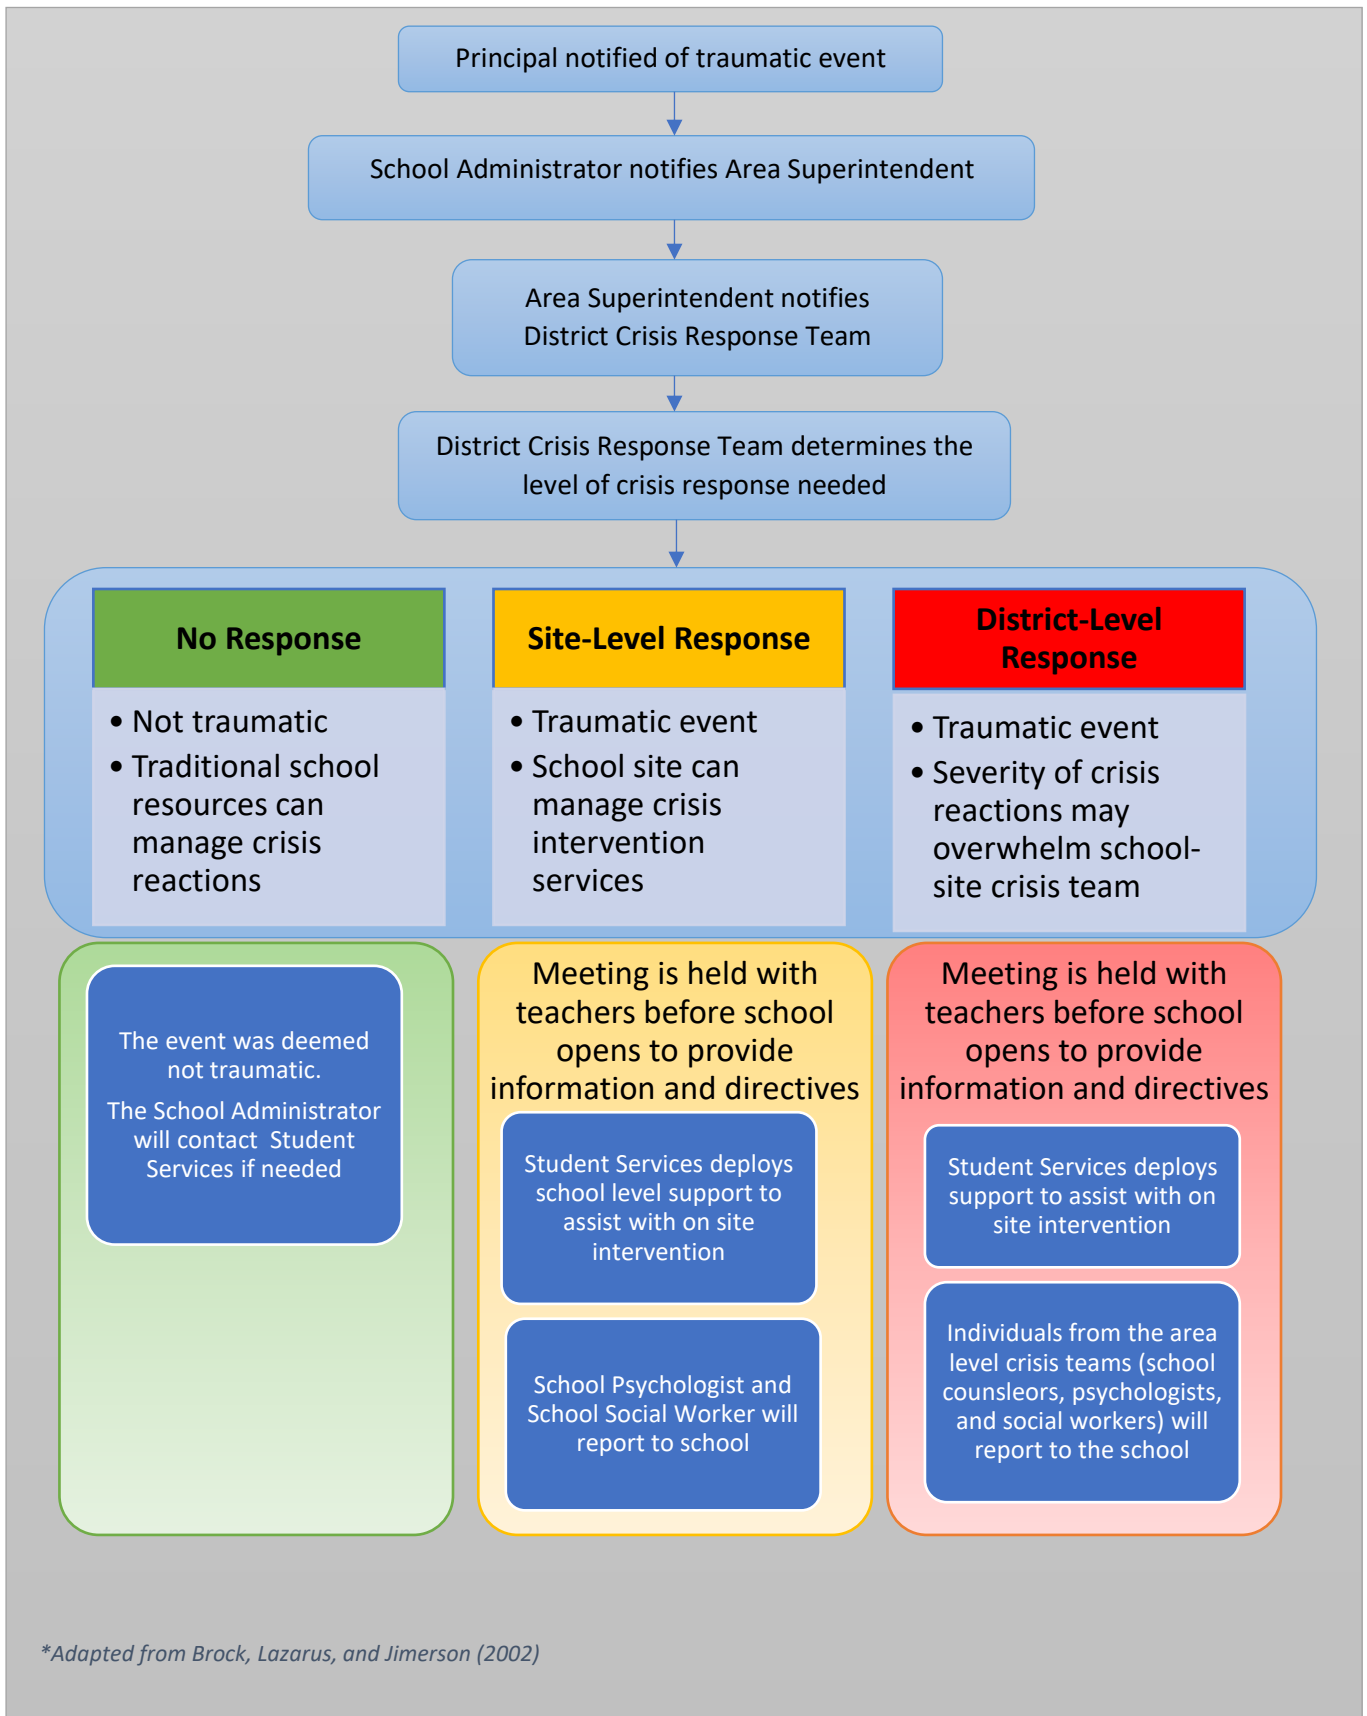 Principal notified of traumatic event
School Administrator notifies Area Superintendent
Area Superintendent notifies
District Crisis Response Team
District Crisis Response Team determines the
level of crisis response needed
No Response
• Not traumatic
• Traditional school
resources can
manage crisis
reactions
Site-Level Response
• Traumatic event
• School site can
manage crisis
intervention
services
District-Level
Response
• Traumatic event
• Severity of crisis
reactions may
overwhelm school-
site crisis team
The event was deemed
not traumatic.
The School Administrator
will contact Student
Services if needed
Meeting is held with
teachers before school
opens to provide
information and directives
Student Services deploys
school level support to
assist with on site
intervention
School Psychologist and
School Social Worker will
report to school
Meeting is held with
teachers before school
opens to provide
information and directives
Student Services deploys
support to assist with on
site intervention
Individuals from the area
level crisis teams (school
counsleors, psychologists,
and social workers) will
report to the school
*Adapted from Brock, Lazarus, and Jimerson (2002)